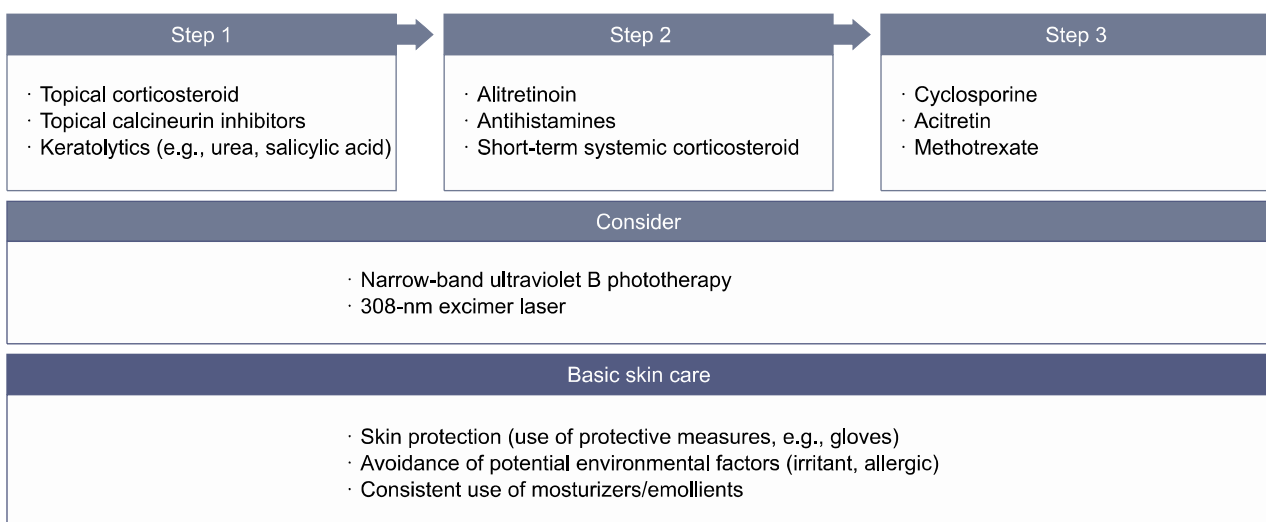 Step 1
Step 2
Step 3
· Topical corticosteroid
· Topical calcineurin inhibitors
· Keratolytics (e.g., urea, salicylic acid)
· Alitretinoin
· Antihistamines
· Short-term systemic corticosteroid
· Cyclosporine
· Acitretin
· Methotrexate
Consider
· Narrow-band ultraviolet B phototherapy
· 308-nm excimer laser
Basic skin care
· Skin protection (use of protective measures, e.g., gloves)
· Avoidance of potential environmental factors (irritant, allergic)
· Consistent use of mosturizers/emollients